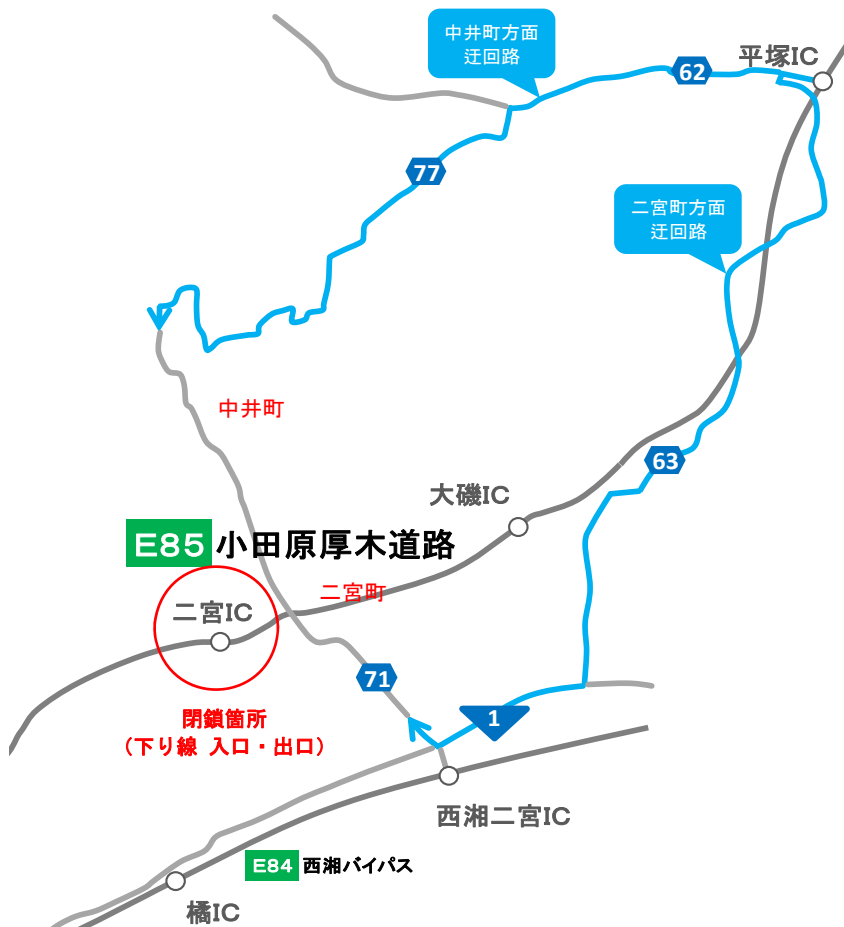 中井町方面
迂回路
平塚IC
62
77
二宮町方面
迂回路
中井町
63
大磯IC
E85 小田原厚木道路
二宮町
二宮IC
71
閉鎖箇所
（下り線 入口・出口）
1
西湘二宮IC
E84 西湘バイパス
橘IC